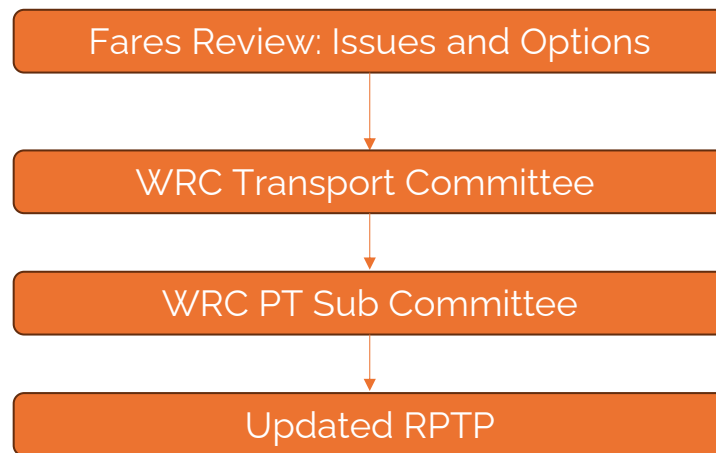 Fares Review: Issues and Options
WRC Transport Committee
WRC PT Sub Committee
Updated RPTP